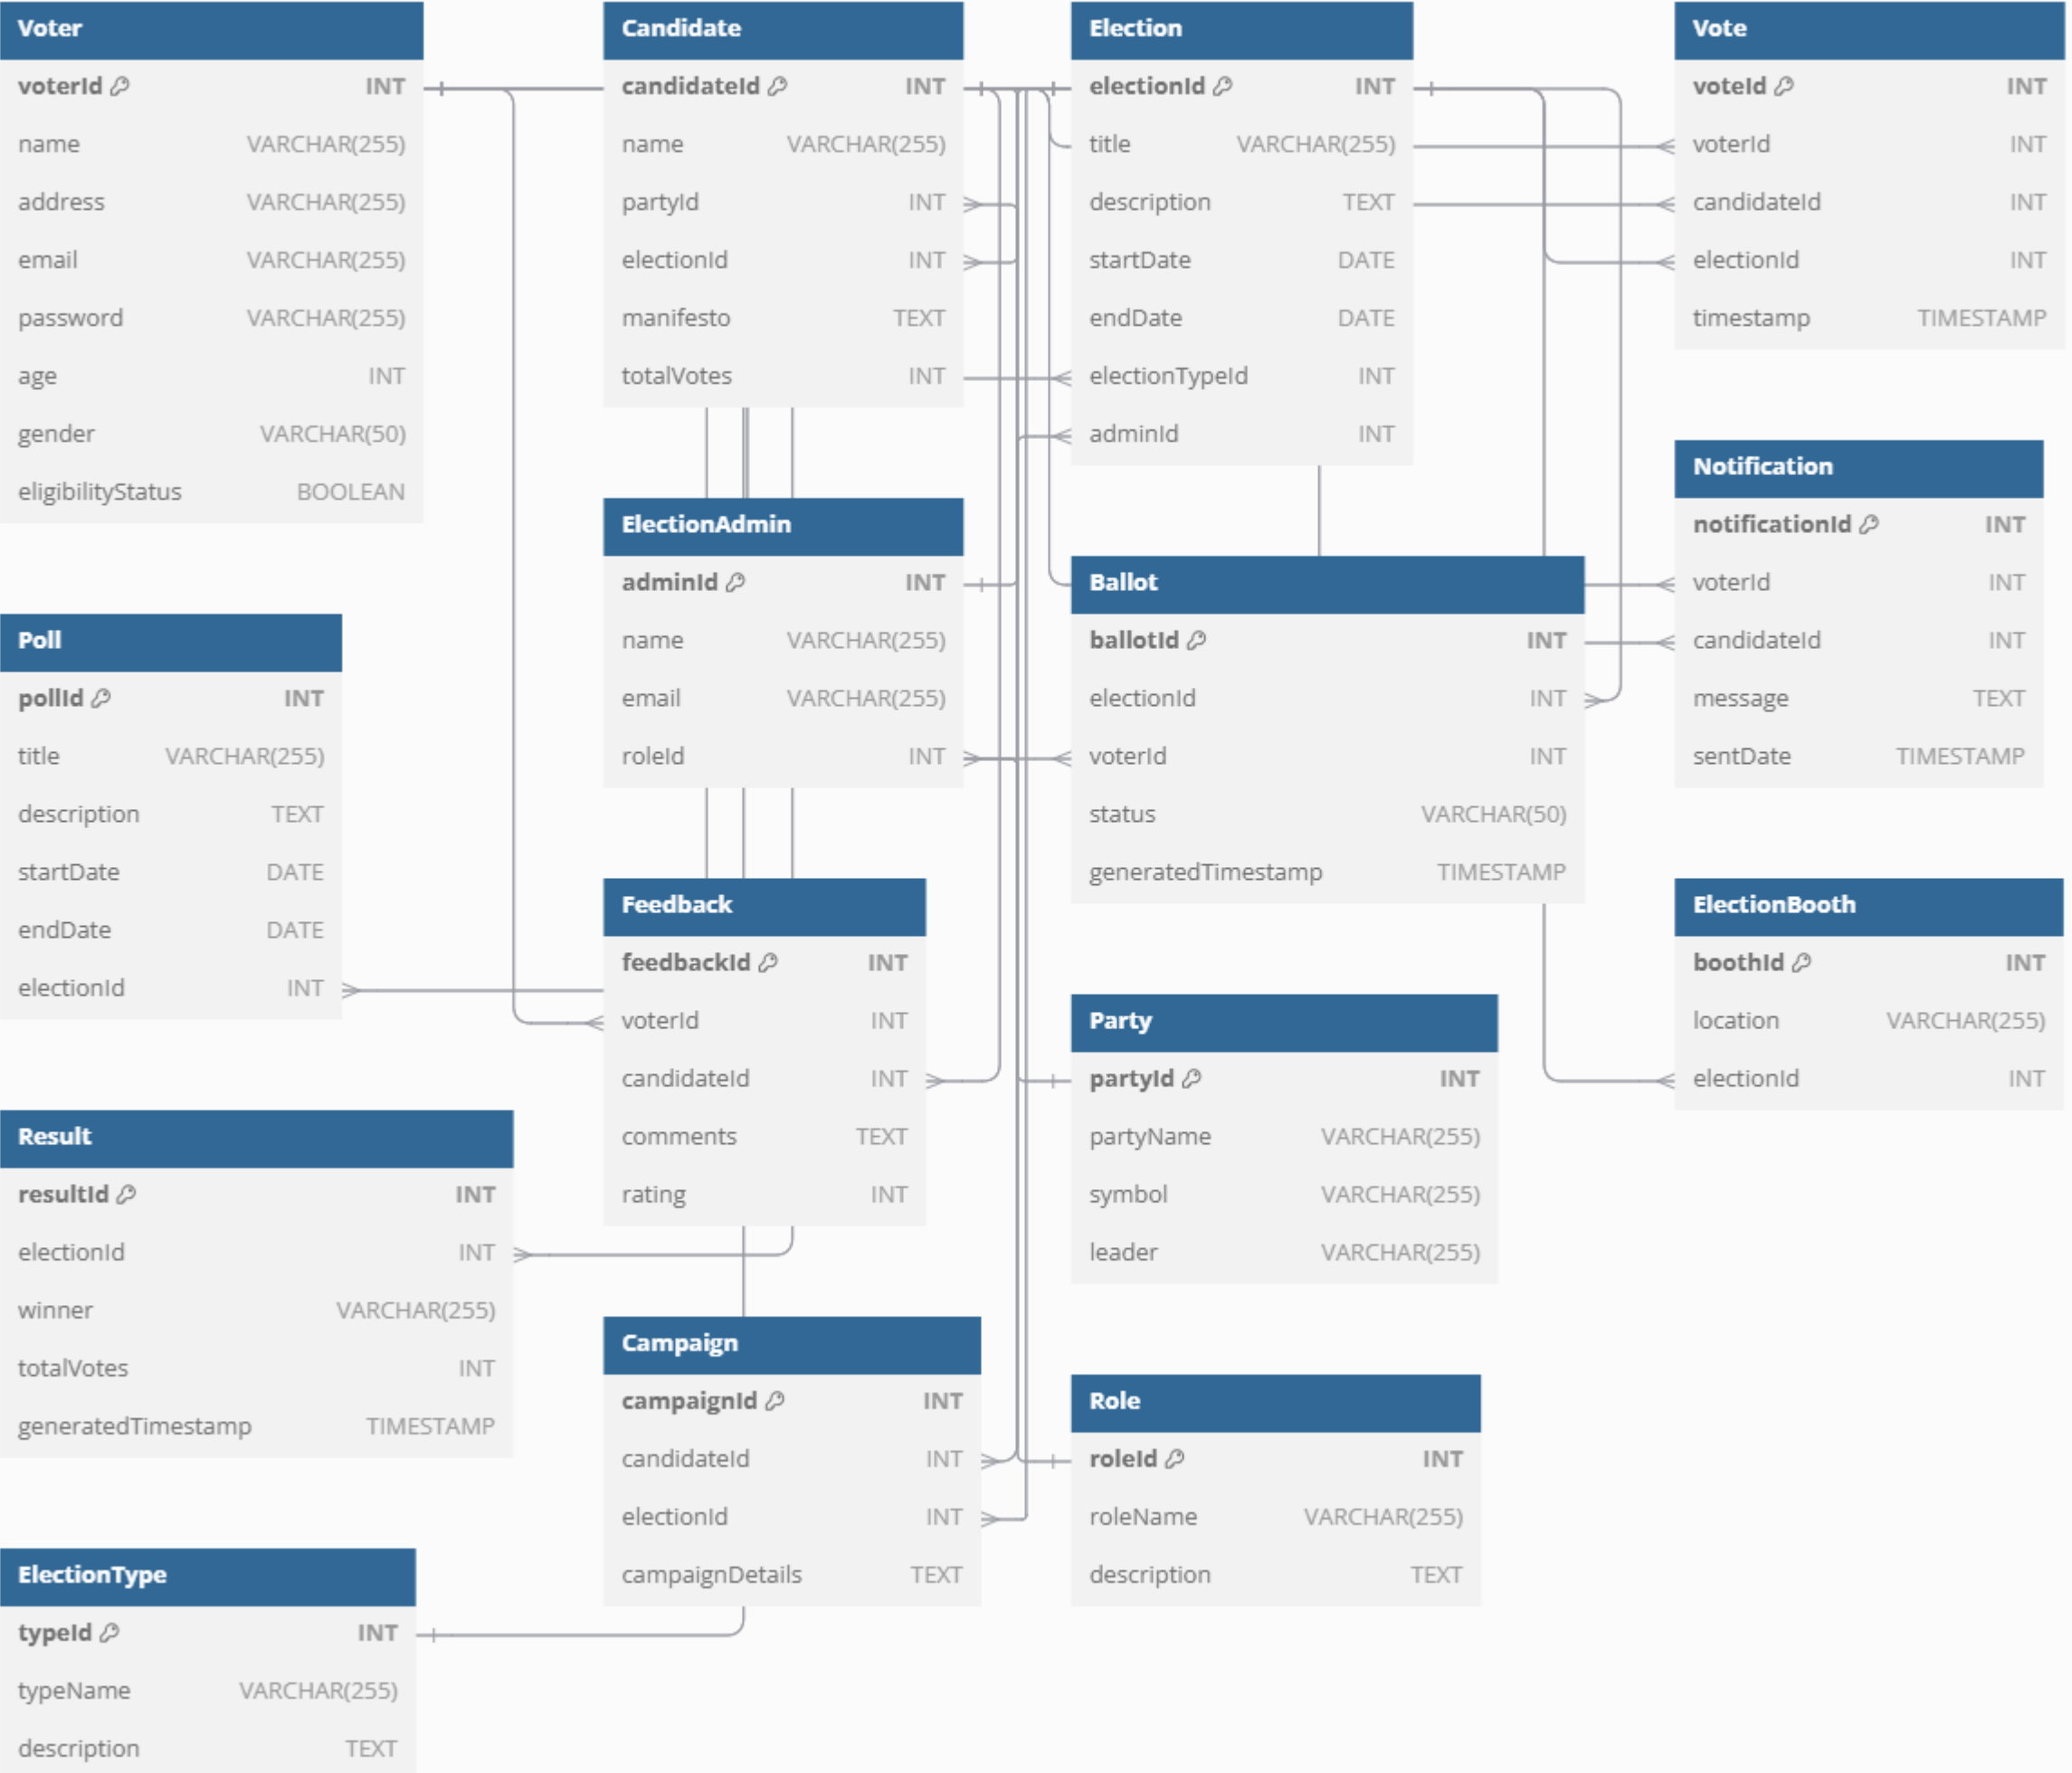 Voter
voterId INT
name VARCHAR(255)
address VARCHAR(255)
email VARCHAR(255)
password VARCHAR(255)
age INT
gender VARCHAR(50)
eligibilityStatus BOOLEAN
Poll
pollId INT
title VARCHAR(255)
description TEXT
startDate DATE
endDate DATE
electionId INT
Result
resultId INT
electionId INT
winner VARCHAR(255)
totalVotes INT
generatedTimestamp TIMESTAMP
ElectionType
typeId INT
typeName VARCHAR(255)
description TEXT
Candidate
candidateId INT
name VARCHAR(255)
partyId INT
electionId INT
manifesto TEXT
totalVotes INT
ElectionAdmin
adminId INT
name VARCHAR(255)
email VARCHAR(255)
roleId INT
Feedback
feedbackId INT
voterId INT
candidateId INT
comments TEXT
rating INT
Campaign
campaignId INT
candidateId INT
electionId INT
campaignDetails TEXT
Election
electionId INT
title VARCHAR(255)
description TEXT
startDate DATE
endDate DATE
electionTypeId INT
adminId INT
Ballot
ballotId INT
electionId INT
voterId INT
status VARCHAR(50)
generatedTimestamp TIMESTAMP
Party
partyId INT
partyName VARCHAR(255)
symbol VARCHAR(255)
leader VARCHAR(255)
Role
roleId INT
roleName VARCHAR(255)
description TEXT
Vote
voteId INT
voterId INT
candidateId INT
electionId INT
timestamp TIMESTAMP
Notification
notificationId INT
voterId INT
candidateId INT
message TEXT
sentDate TIMESTAMP
ElectionBooth
boothId INT
location VARCHAR(255)
electionId INT